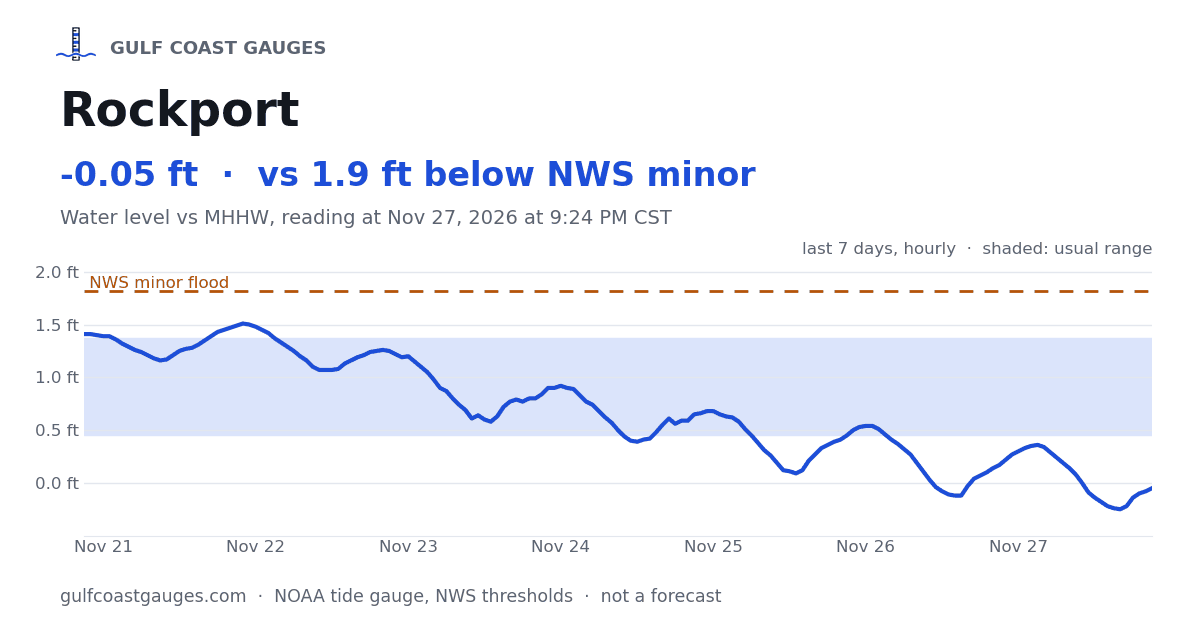 GULF COAST GAUGES
Rockport
-0.05 ft · vs 1.9 ft below NWS minor
Water level vs MHHW, reading at Nov 27, 2026 at 9:24 PM CST
last 7 days, hourly · shaded: usual range
2.0 ft
NWS minor flood
1.5 ft
1.0 ft
0.5 ft
0.0 ft
Nov 21 Nov 22 Nov 23 Nov 24 Nov 25 Nov 26 Nov 27
gulfcoastgauges.com · NOAA tide gauge, NWS thresholds · not a forecast